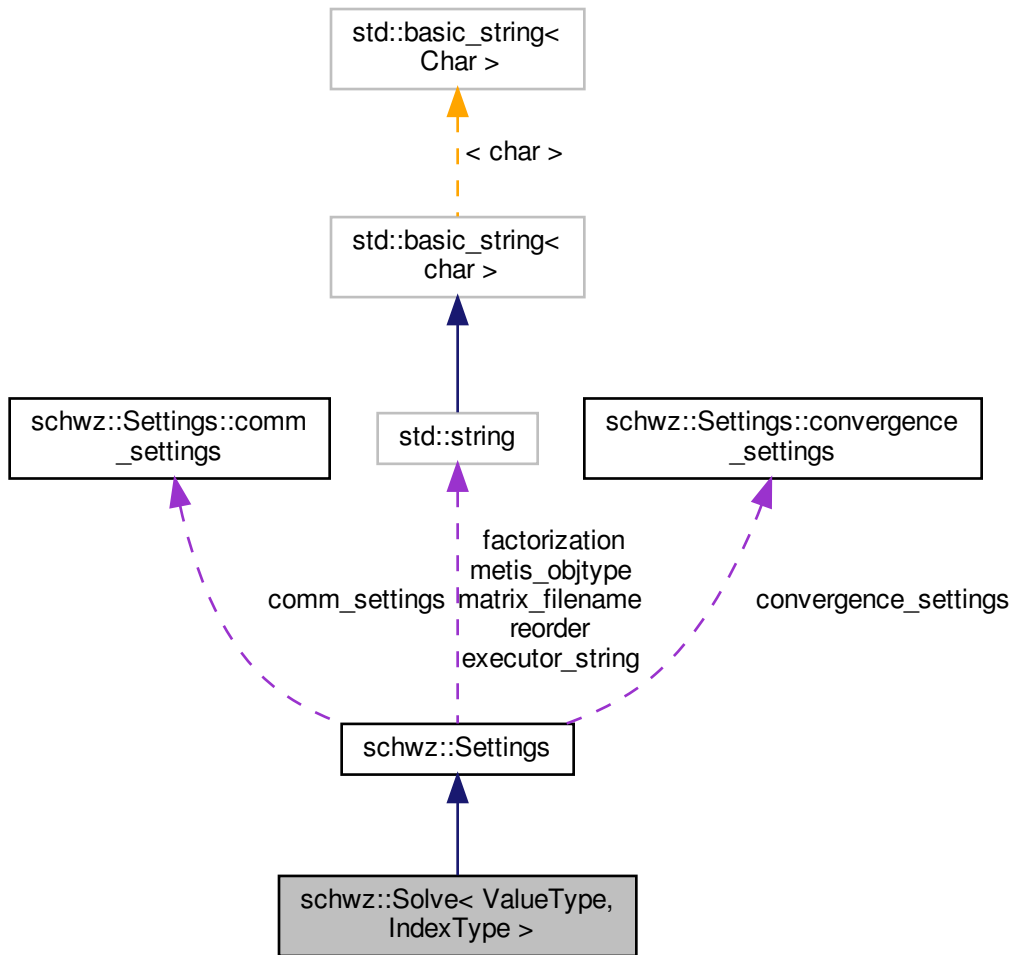 std::basic_string<
Char >
< char >
std::basic_string<
char >
schwz::Settings::comm
_settings
std::string
schwz::Settings::convergence
_settings
factorization
metis_objtype
comm_settings
matrix_filename
convergence_settings
reorder
executor_string
schwz::Settings
schwz::Solve< ValueType,
IndexType >